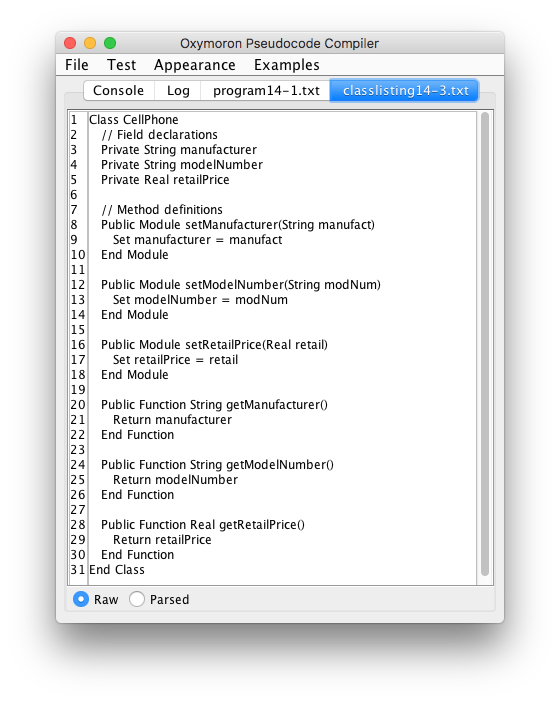 Oxymoron Pseudocode Compiler
File Test Appearance Examples
Console Log program14-1.txt classlisting14-3.txt
1 Class CellPhone
2 // Field declarations
3 Private String manufacturer
4 Private String modelNumber
5 Private Real retailPrice
6
7 // Method definitions
8 Public Module setManufacturer(String manufact)
9 Set manufacturer = manufact
10 End Module
11
12 Public Module setModelNumber(String modNum)
13 Set modelNumber = modNum
14 End Module
15
16 Public Module setRetailPrice(Real retail)
17 Set retailPrice = retail
18 End Module
19
20 Public Function String getManufacturer()
21 Return manufacturer
22 End Function
23
24 Public Function String getModelNumber()
25 Return modelNumber
26 End Function
27
28 Public Function Real getRetailPrice()
29 Return retailPrice
30 End Function
31 End Class
Raw Parsed